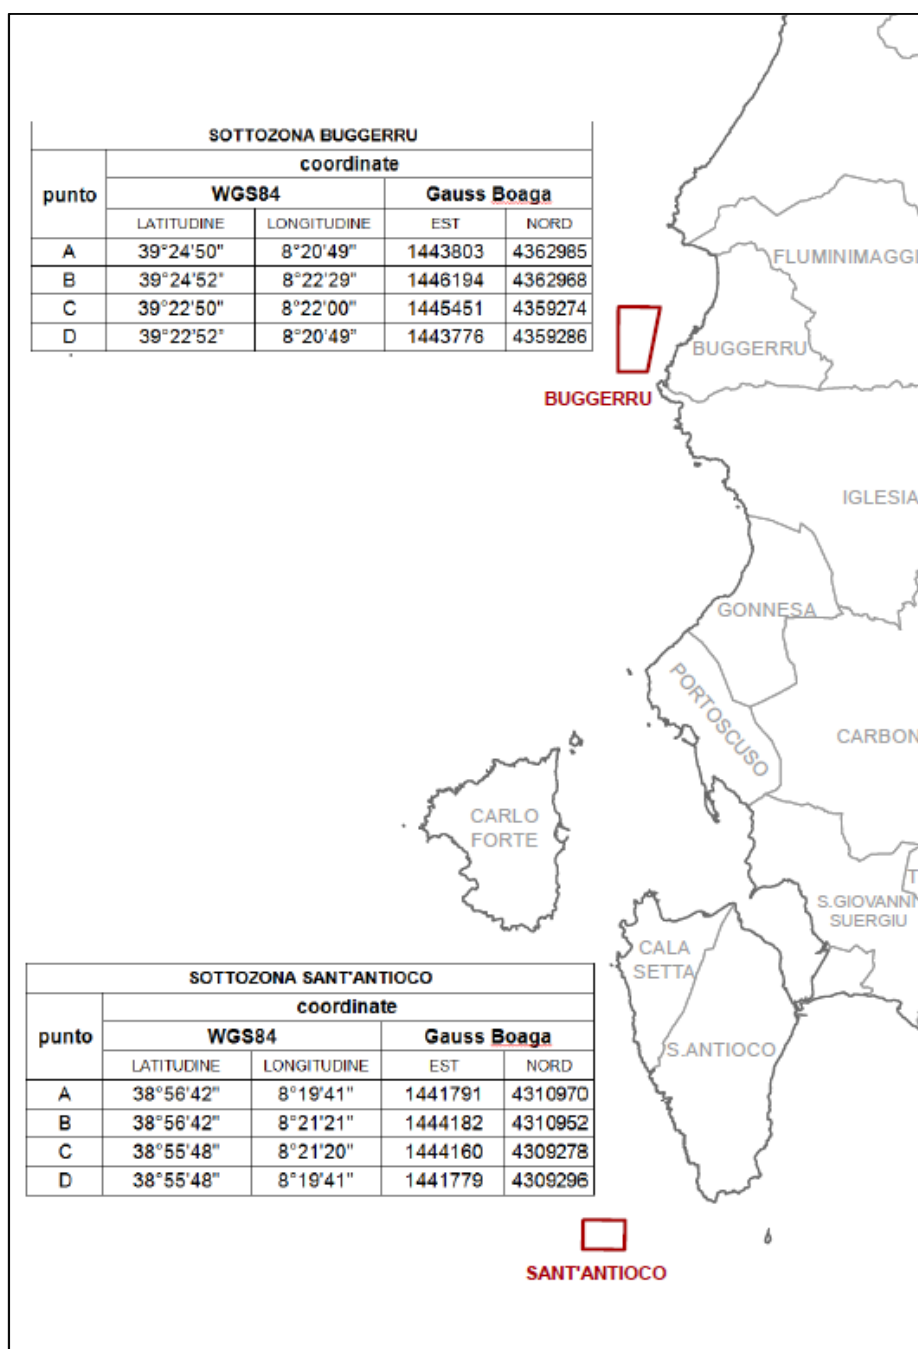 SOTTOZONA BUGGERRU
coordinate
punto WGS84 Gauss Boaga
LATITUDINE LONGITUDINE EST NORD
A 39°24'50" 8°20'49" 1443803 4362985
B 39°24'52" 8°22'29" 1446194 4362968
C 39°22'50" 8°22'00" 1445451 4359274
D 39°22'52" 8°20'49" 1443776 4359286
FLUMINIMAGGI
BUGGERRU
BUGGERRU
IGLESIA
GONNESA
PORTOSCUSO
CARBON
CARLO
FORTE
T
S.GIOVANNN
SUERGIU
CALA
SETTA
S.ANTIOCO
SOTTOZONA SANT'ANTIOCO
coordinate
punto WGS84 Gauss Boaga
LATITUDINE LONGITUDINE EST NORD
A 38°56'42" 8°19'41" 1441791 4310970
B 38°56'42" 8°21'21" 1444182 4310952
C 38°55'48" 8°21'20" 1444160 4309278
D 38°55'48" 8°19'41" 1441779 4309296
SANT'ANTIOCO